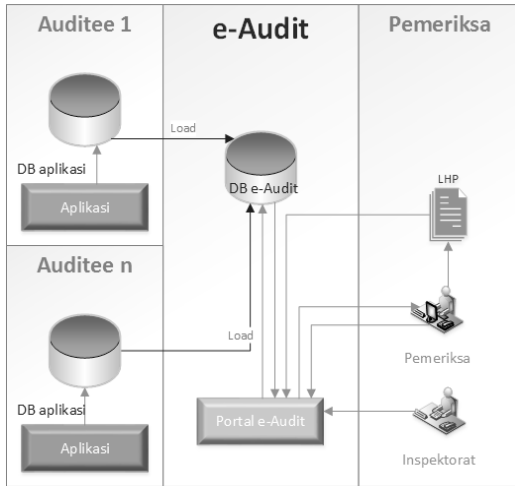 Auditee 1
e-Audit
Pemeriksa
Load
DB aplikasi
DB e-Audit
LHP
Aplikasi
Auditee n
Load
Pemeriksa
DB aplikasi
Portal e-Audit
Aplikasi
Inspektorat